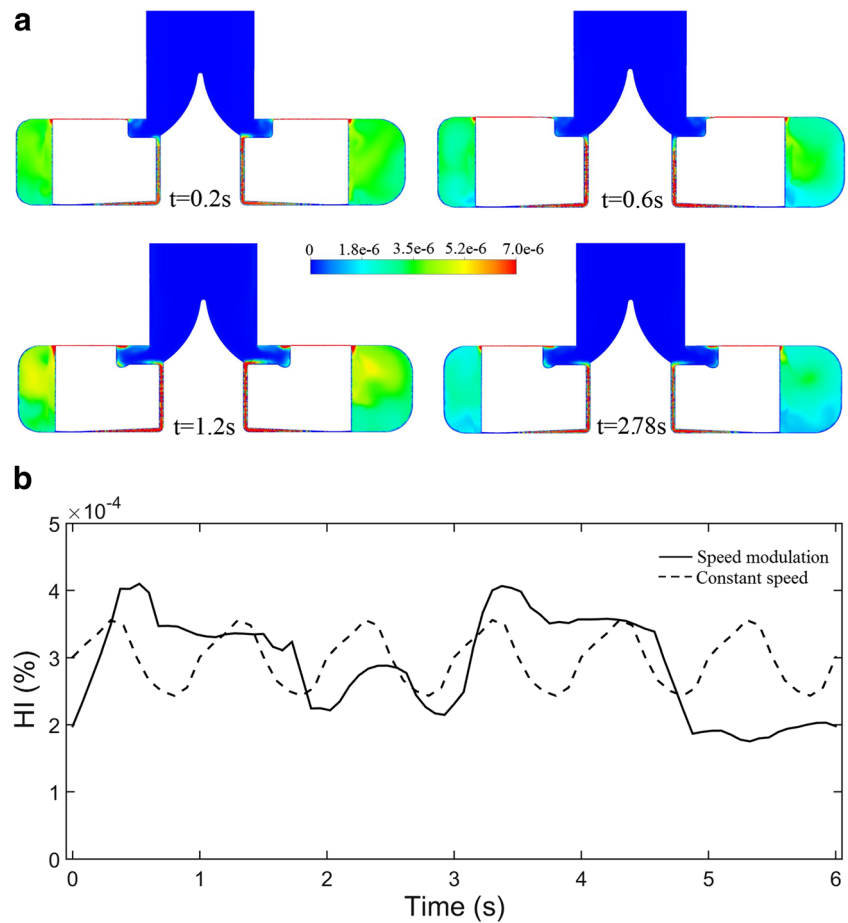 a
t=0.2s
t=0.6s
0 1.8e-6 3.5e-6 5.2e-6 7.0e-6
t=1.2s
t=2.78s
b
×10⁻⁴
5
4
3
2
1
0
HI (%)
Speed modulation
Constant speed
0 1 2 3 4 5 6
Time (s)